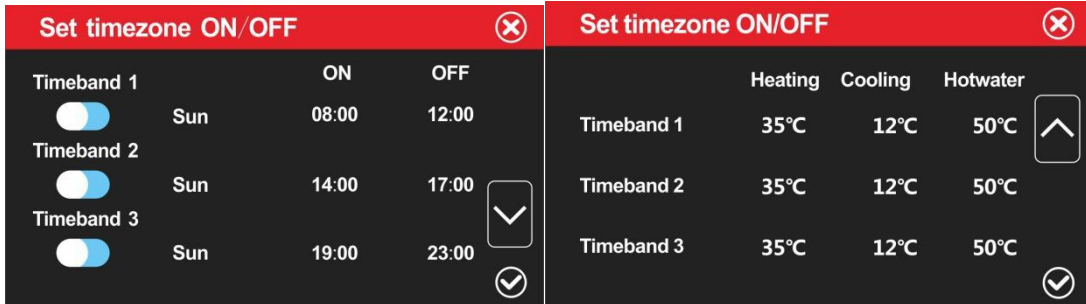 Set timezone ON/OFF
ON OFF
Timeband 1
Sun 08:00 12:00
Timeband 2
Sun 14:00 17:00
Timeband 3
Sun 19:00 23:00
Set timezone ON/OFF
Heating Cooling Hotwater
Timeband 1 35℃ 12℃ 50℃
Timeband 2 35℃ 12℃ 50℃
Timeband 3 35℃ 12℃ 50℃